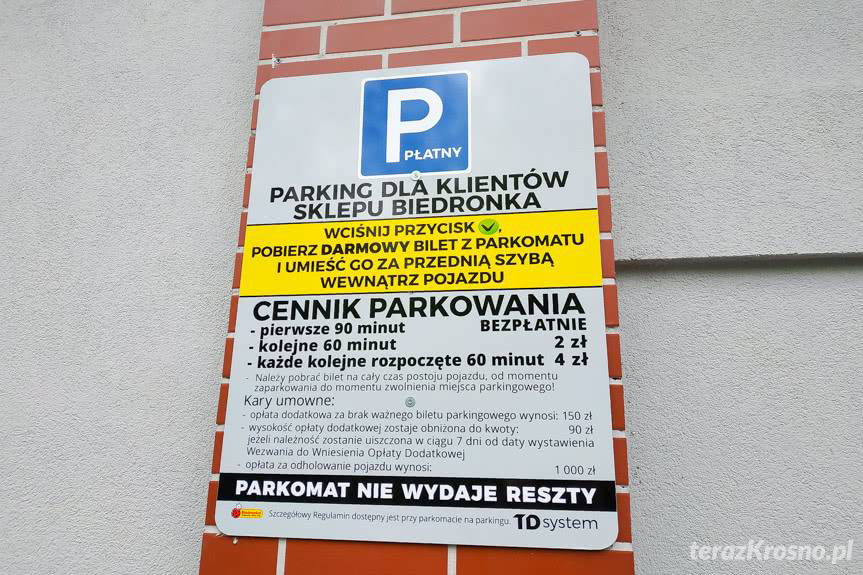 P
PŁATNY
PARKING DLA KLIENTÓW
SKLEPU BIEDRONKA
WCIŚNIJ PRZYCISK ,
POBIERZ DARMOWY BILET Z PARKOMATU
I UMIEŚĆ GO ZA PRZEDNIĄ SZYBĄ
WEWNĄTRZ POJAZDU
CENNIK PARKOWANIA
- pierwsze 90 minut BEZPŁATNIE
- kolejne 60 minut 2 zł
- każde kolejne rozpoczęte 60 minut 4 zł
- Należy pobrać bilet na cały czas postoju pojazdu, od momentu
zaparkowania do momentu zwolnienia miejsca parkingowego!
Kary umowne:
- opłata dodatkowa za brak ważnego biletu parkingowego wynosi: 150 zł
- wysokość opłaty dodatkowej zostaje obniżona do kwoty: 90 zł
jeżeli należność zostanie uiszczona w ciągu 7 dni od daty wystawienia
Wezwania do Wniesienia Opłaty Dodatkowej
- opłata za odholowanie pojazdu wynosi: 1 000 zł
PARKOMAT NIE WYDAJE RESZTY
Biedronka Szczegółowy Regulamin dostępny jest przy parkomacie na parkingu. TD system
terazKrosno.pl